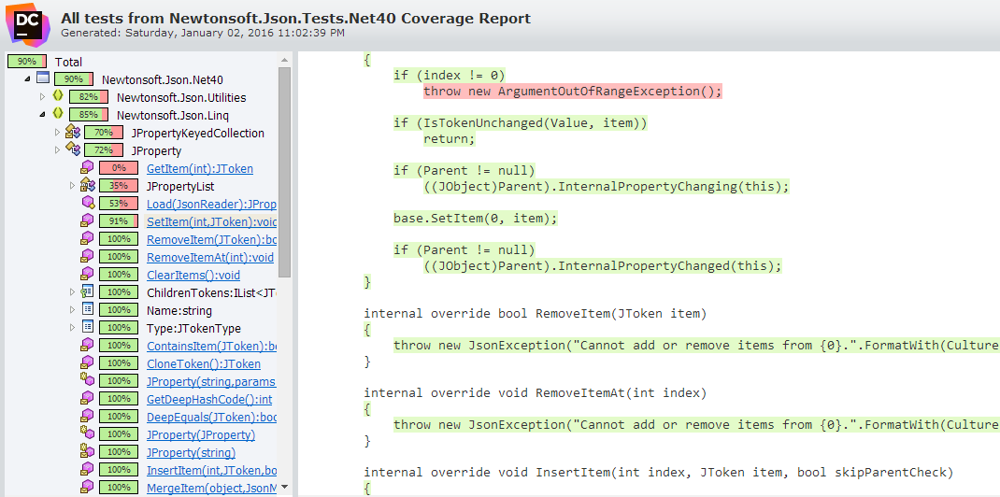 DC
All tests from Newtonsoft.Json.Tests.Net40 Coverage Report
Generated: Saturday, January 02, 2016 11:02:39 PM
90% Total
90% Newtonsoft.Json.Net40
82% Newtonsoft.Json.Utilities
85% Newtonsoft.Json.Linq
70% JPropertyKeyedCollection
72% JProperty
0% GetItem(int):JToken
35% JPropertyList
53% Load(JsonReader):JProp
91% SetItem(int,JToken):void
100% RemoveItem(JToken):bo
100% RemoveItemAt(int):void
100% ClearItems():void
100% ChildrenTokens:IList<JT
100% Name:string
100% Type:JTokenType
100% ContainsItem(JToken):bo
100% CloneToken():JToken
100% JProperty(string,params
100% GetDeepHashCode():int
100% DeepEquals(JToken):boo
100% JProperty(JProperty)
100% JProperty(string)
100% InsertItem(int,JToken,bo
100% MergeItem(object,JsonM
{
if (index != 0)
throw new ArgumentOutOfRangeException();
if (IsTokenUnchanged(Value, item))
return;
if (Parent != null)
((JObject)Parent).InternalPropertyChanging(this);
base.SetItem(0, item);
if (Parent != null)
((JObject)Parent).InternalPropertyChanged(this);
}
internal override bool RemoveItem(JToken item)
{
throw new JsonException("Cannot add or remove items from {0}.".FormatWith(Culture
}
internal override void RemoveItemAt(int index)
{
throw new JsonException("Cannot add or remove items from {0}.".FormatWith(Culture
}
internal override void InsertItem(int index, JToken item, bool skipParentCheck)
{